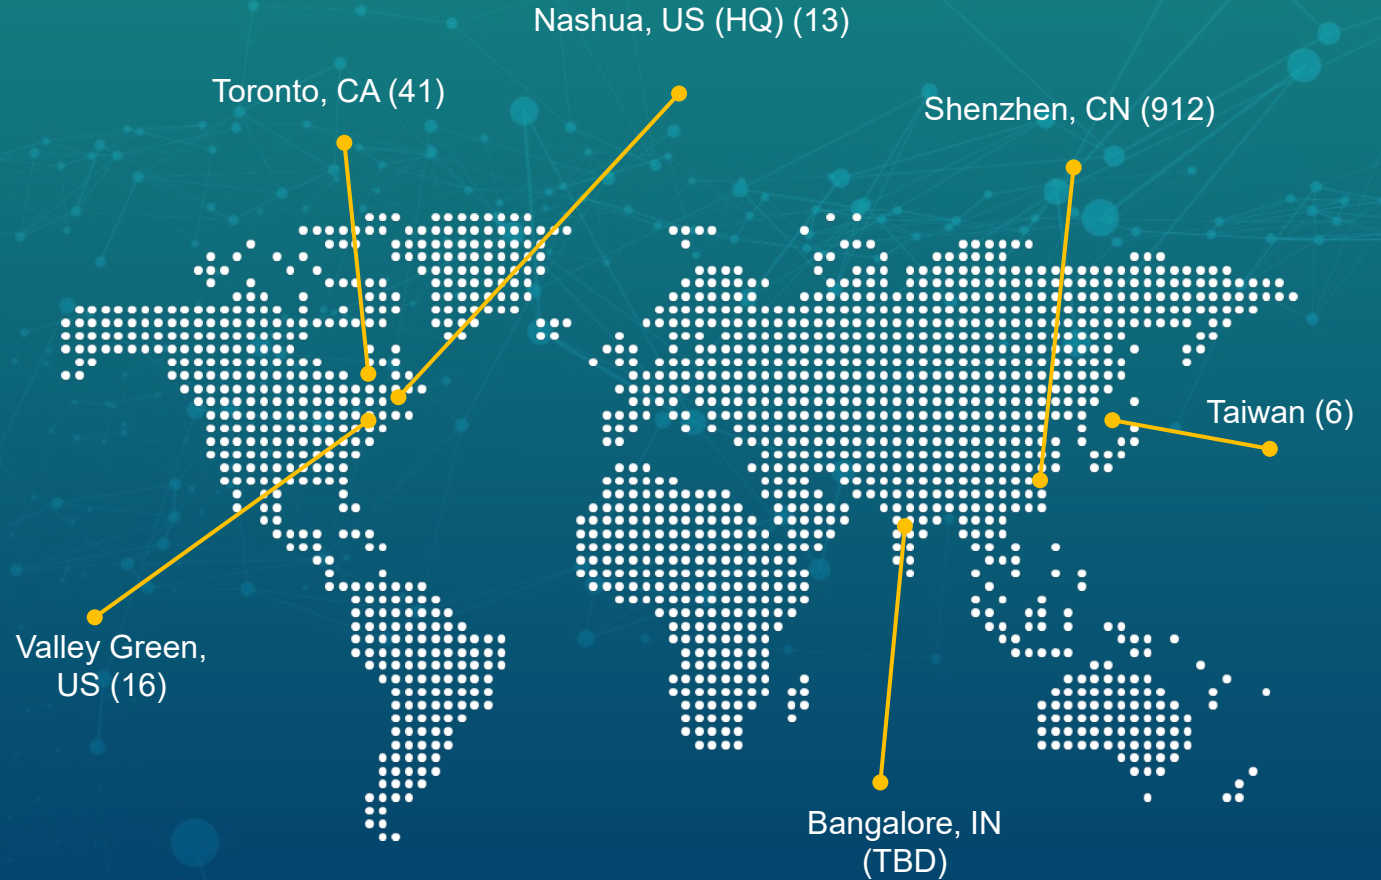 Nashua, US (HQ) (13)
Toronto, CA (41)
Shenzhen, CN (912)
Taiwan (6)
Valley Green,
US (16)
Bangalore, IN
(TBD)